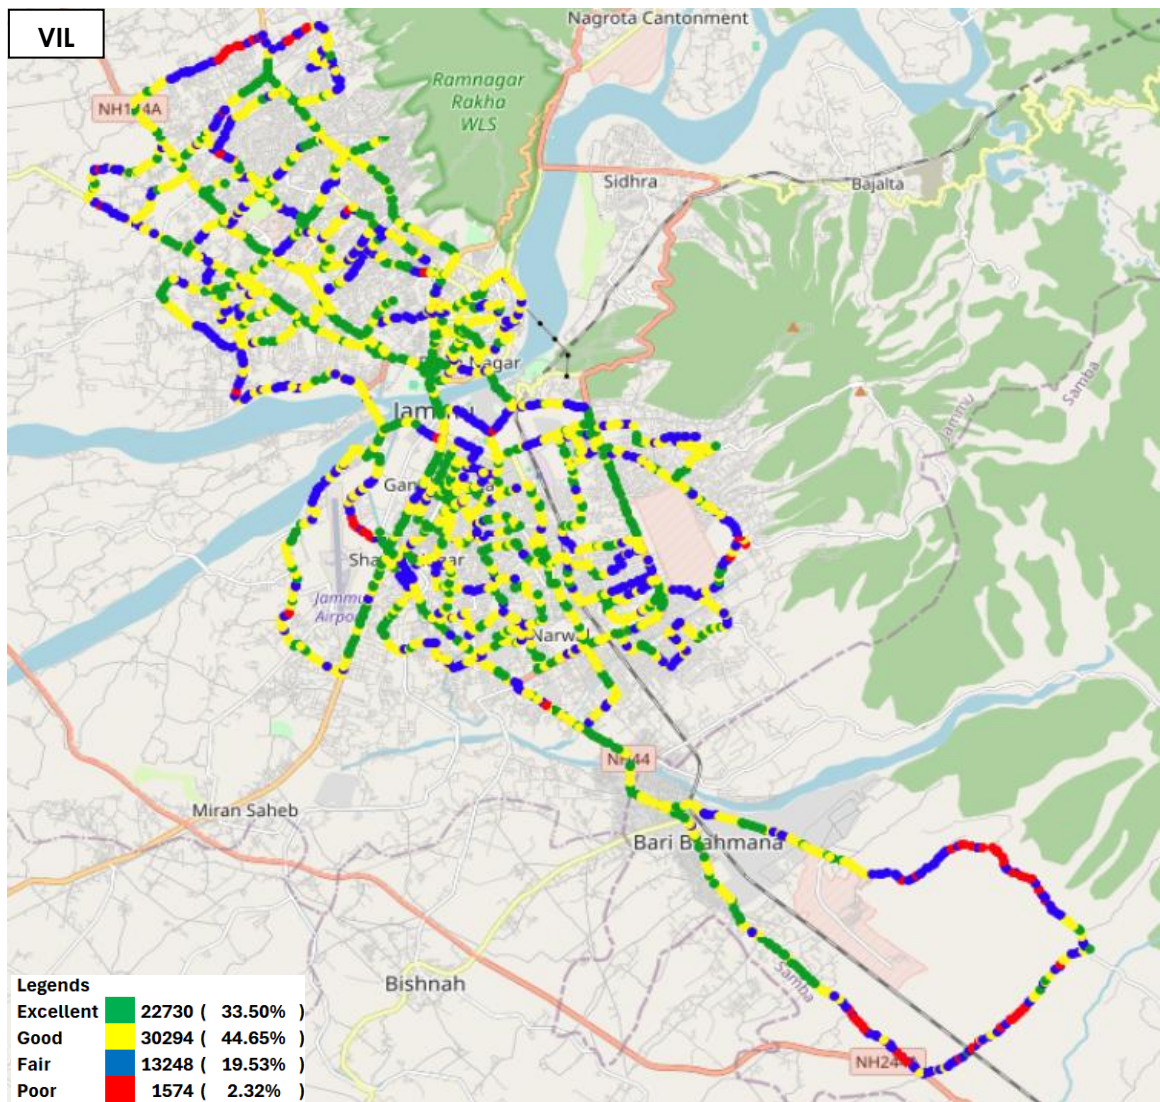 VIL
Nagrota Cantonment
Ramnagar
Rakha
WLS
Sidhra
Bajalta
Samba
Jammu
Jammu
Airport
Narwal
NH44
Miran Saheb
Bari Brahmana
Samba
Bishnah
Legends
Excellent 22730 ( 33.50% )
Good 30294 ( 44.65% )
Fair 13248 ( 19.53% )
Poor 1574 ( 2.32% )